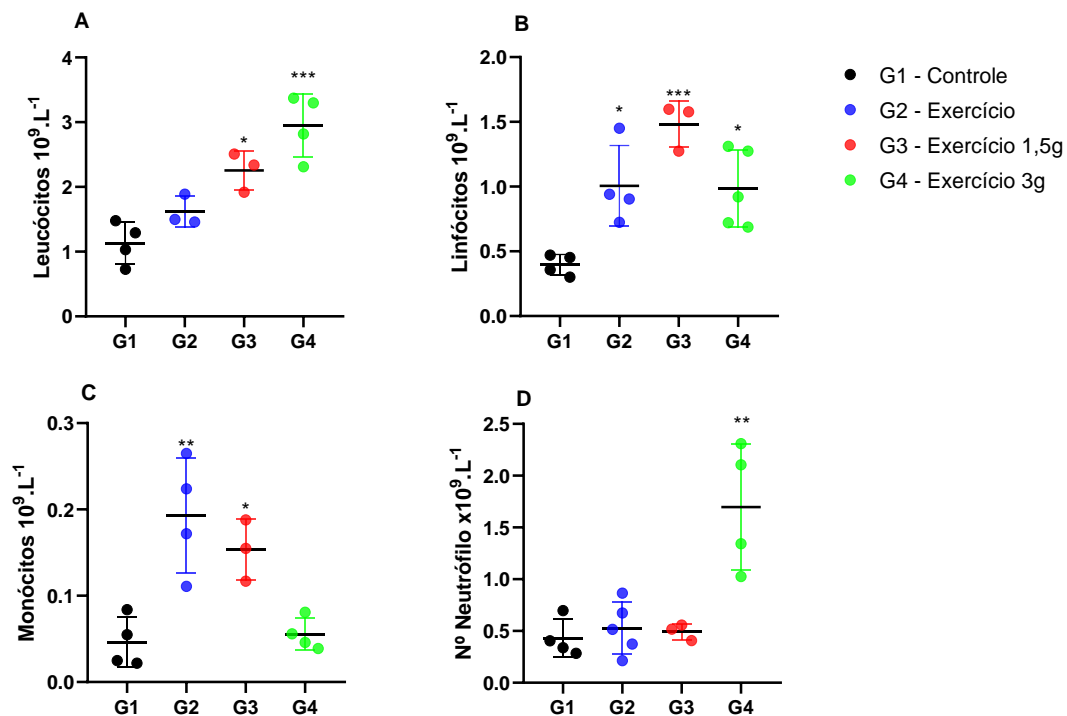 A
Leucócitos 10⁹.L⁻¹
4
3
2
1
0
*
***
G1 G2 G3 G4
B
Linfócitos 10⁹.L⁻¹
2.0
1.5
1.0
0.5
0.0
*
***
*
G1 G2 G3 G4
G1 - Controle
G2 - Exercício
G3 - Exercício 1,5g
G4 - Exercício 3g
C
Monócitos 10⁹.L⁻¹
0.3
0.2
0.1
0.0
**
*
G1 G2 G3 G4
D
Nº Neutrófilo x10⁹.L⁻¹
2.5
2.0
1.5
1.0
0.5
0.0
**
G1 G2 G3 G4